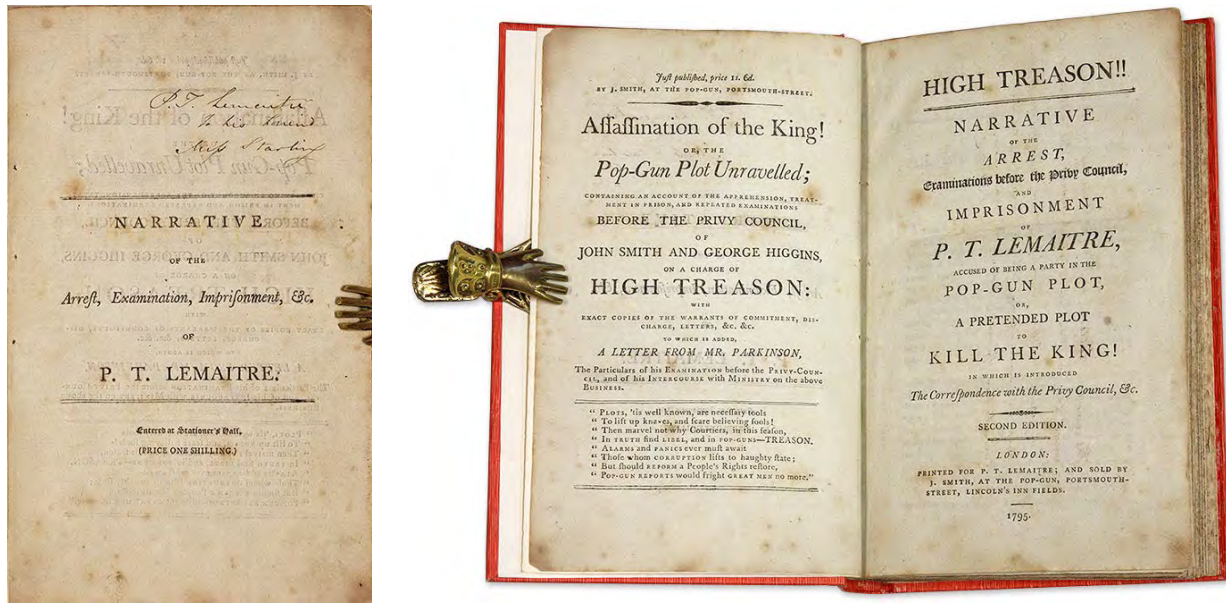 P. T. Lemaitre
to his friend
Miss Starling
NARRATIVE
OF THE
Arreſt, Examination, Impriſonment, &c.
OF
P. T. LEMAITRE.
Entered at Stationer's Hall.
(PRICE ONE SHILLING.)
Juſt publiſhed, price 1s. 6d.
BY J. SMITH, AT THE POP-GUN, PORTSMOUTH-STREET.
Aſſaſſination of the King!
OR, THE
Pop-Gun Plot Unravelled;
CONTAINING AN ACCOUNT OF THE APPREHENSION, TREAT-
MENT IN PRISON, AND REPEATED EXAMINATIONS
BEFORE THE PRIVY COUNCIL,
OF
JOHN SMITH AND GEORGE HIGGINS,
ON A CHARGE OF
HIGH TREASON:
WITH
EXACT COPIES OF THE WARRANTS OF COMMITMENT, DIS-
CHARGE, LETTERS, &c. &c.
TO WHICH IS ADDED,
A LETTER FROM MR. PARKINSON,
The Particulars of his EXAMINATION before the PRIVY-COUN-
CIL, and of his INTERCOURSE with MINISTRY on the above
BUSINESS.
" PLOTS, 'tis well known, are neceſſary tools
" To lift up kna-es, and ſcare believing fools!
" Then marvel not why Courtiers, in this ſeaſon,
" In TRUTH find LIBEL, and in POP-GUNS—TREASON.
" ALARMS and PANICS ever muſt await
" Thoſe whom CORRUPTION lifts to haughty ſtate;
" But ſhould REFORM a People's Rights reſtore,
" POP-GUN REPORTS would fright GREAT MEN no more."
HIGH TREASON!!
NARRATIVE
OF THE
ARREST,
Examinations before the Privy Council,
AND
IMPRISONMENT
OF
P. T. LEMAITRE,
ACCUSED OF BEING A PARTY IN THE
POP-GUN PLOT,
OR,
A PRETENDED PLOT
TO
KILL THE KING!
IN WHICH IS INTRODUCED
The Correſpondence with the Privy Council, &c.
SECOND EDITION.
LONDON:
PRINTED FOR P. T. LEMAITRE; AND SOLD BY
J. SMITH, AT THE POP-GUN, PORTSMOUTH-
STREET, LINCOLN'S INN FIELDS.
1795.